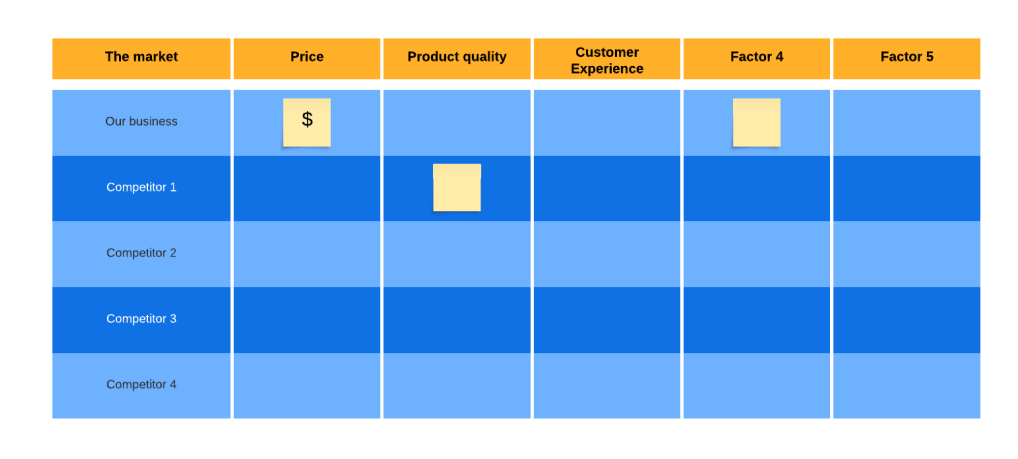 The market
Price
Product quality
Customer
Experience
Factor 4
Factor 5
Our business
$
Competitor 1
Competitor 2
Competitor 3
Competitor 4